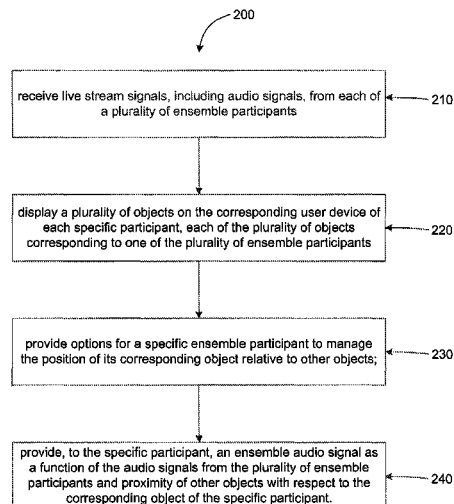 200
receive live stream signals, including audio signals, from each of
a plurality of ensemble participants
210
display a plurality of objects on the corresponding user device of
each specific participant, each of the plurality of objects
corresponding to one of the plurality of ensemble participants
220
provide options for a specific ensemble participant to manage
the position of its corresponding object relative to other objects;
230
provide, to the specific participant, an ensemble audio signal as
a function of the audio signals from the plurality of ensemble
participants and proximity of other objects with respect to the
corresponding object of the specific participant.
240